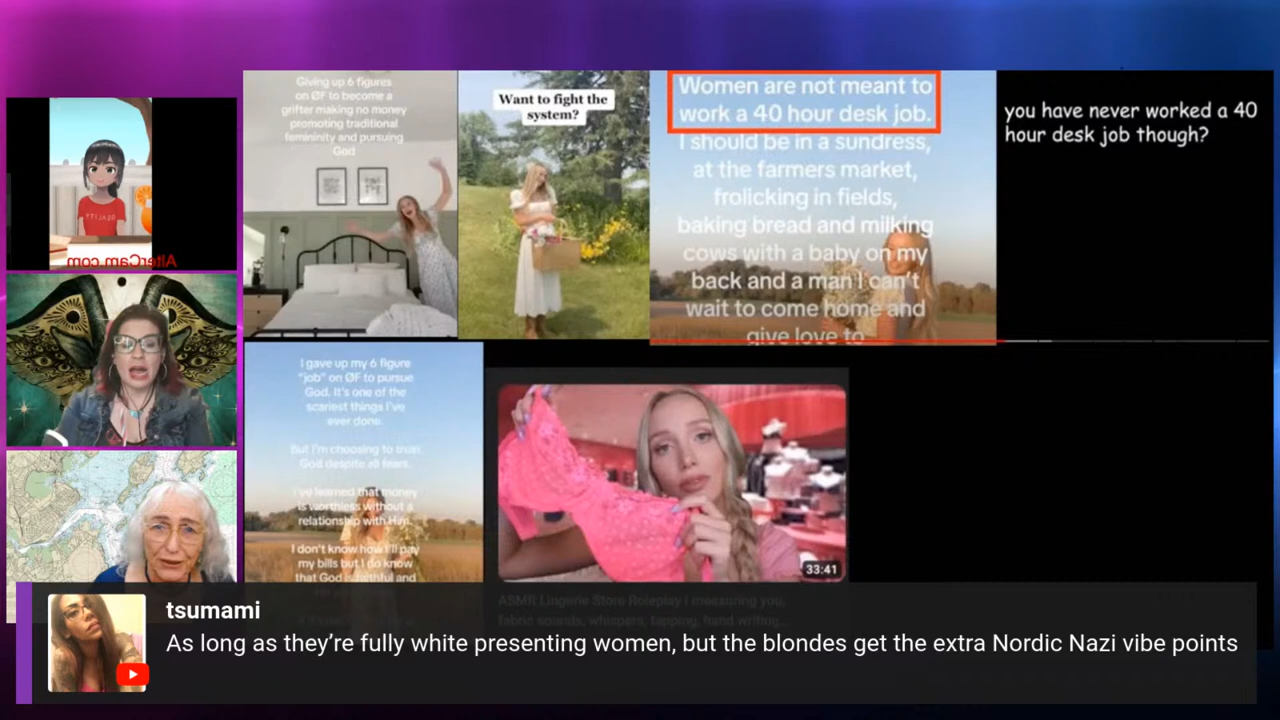 Giving up 6 figures
on ØF to become a
grifter making no money
promoting traditional
femininity and pursuing
God
Want to fight the
system?
Women are not meant to
work a 40 hour desk job.
I should be in a sundress,
at the farmers market,
frolicking in fields,
baking bread and milking
cows with a baby on my
back and a man I can't
wait to come home and
give love to
you have never worked a 40
hour desk job though?
AlterCam.com
I gave up my 6 figure
"job" on ØF to pursue
God. It's one of the
scariest things I've
ever done.
But I'm choosing to trust
God despite all fears.
I've learned that money
is worthless without a
relationship with Him.
I don't know how I'll pay
my bills but I do know
that God is faithful and
33:41
ASMR Lingerie Store Roleplay | measuring you,
fabric sounds, whispers, tapping, hand writing...
tsumami
As long as they're fully white presenting women, but the blondes get the extra Nordic Nazi vibe points